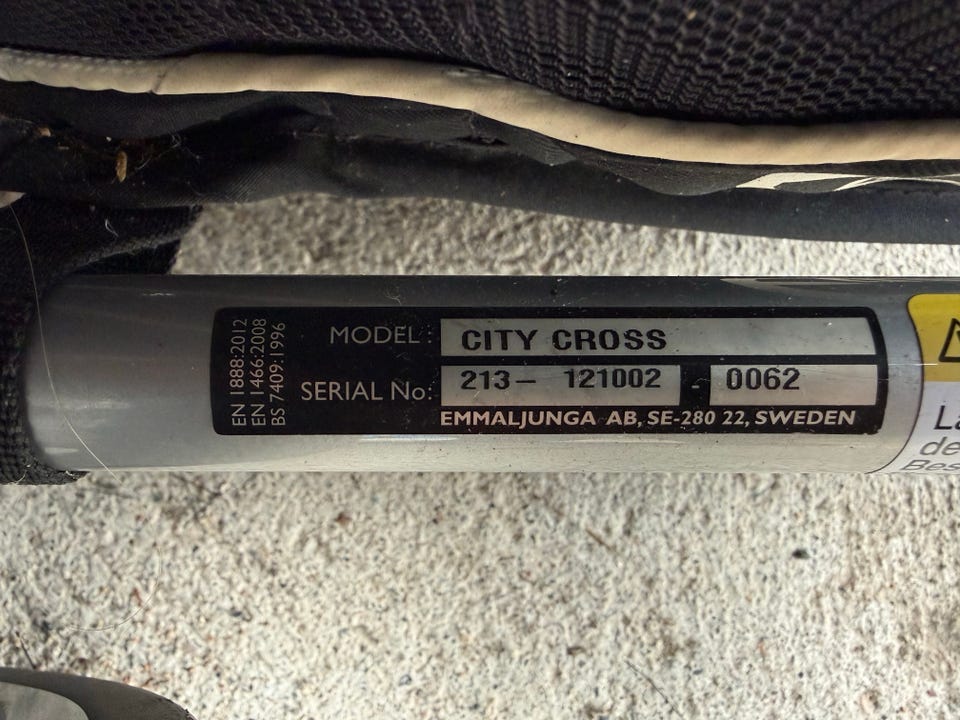 EN 1888:2012
EN 1466:2008
BS 7409:1996
MODEL : CITY CROSS
SERIAL No: 213- 121002 - 0062
EMMALJUNGA AB, SE-280 22, SWEDEN